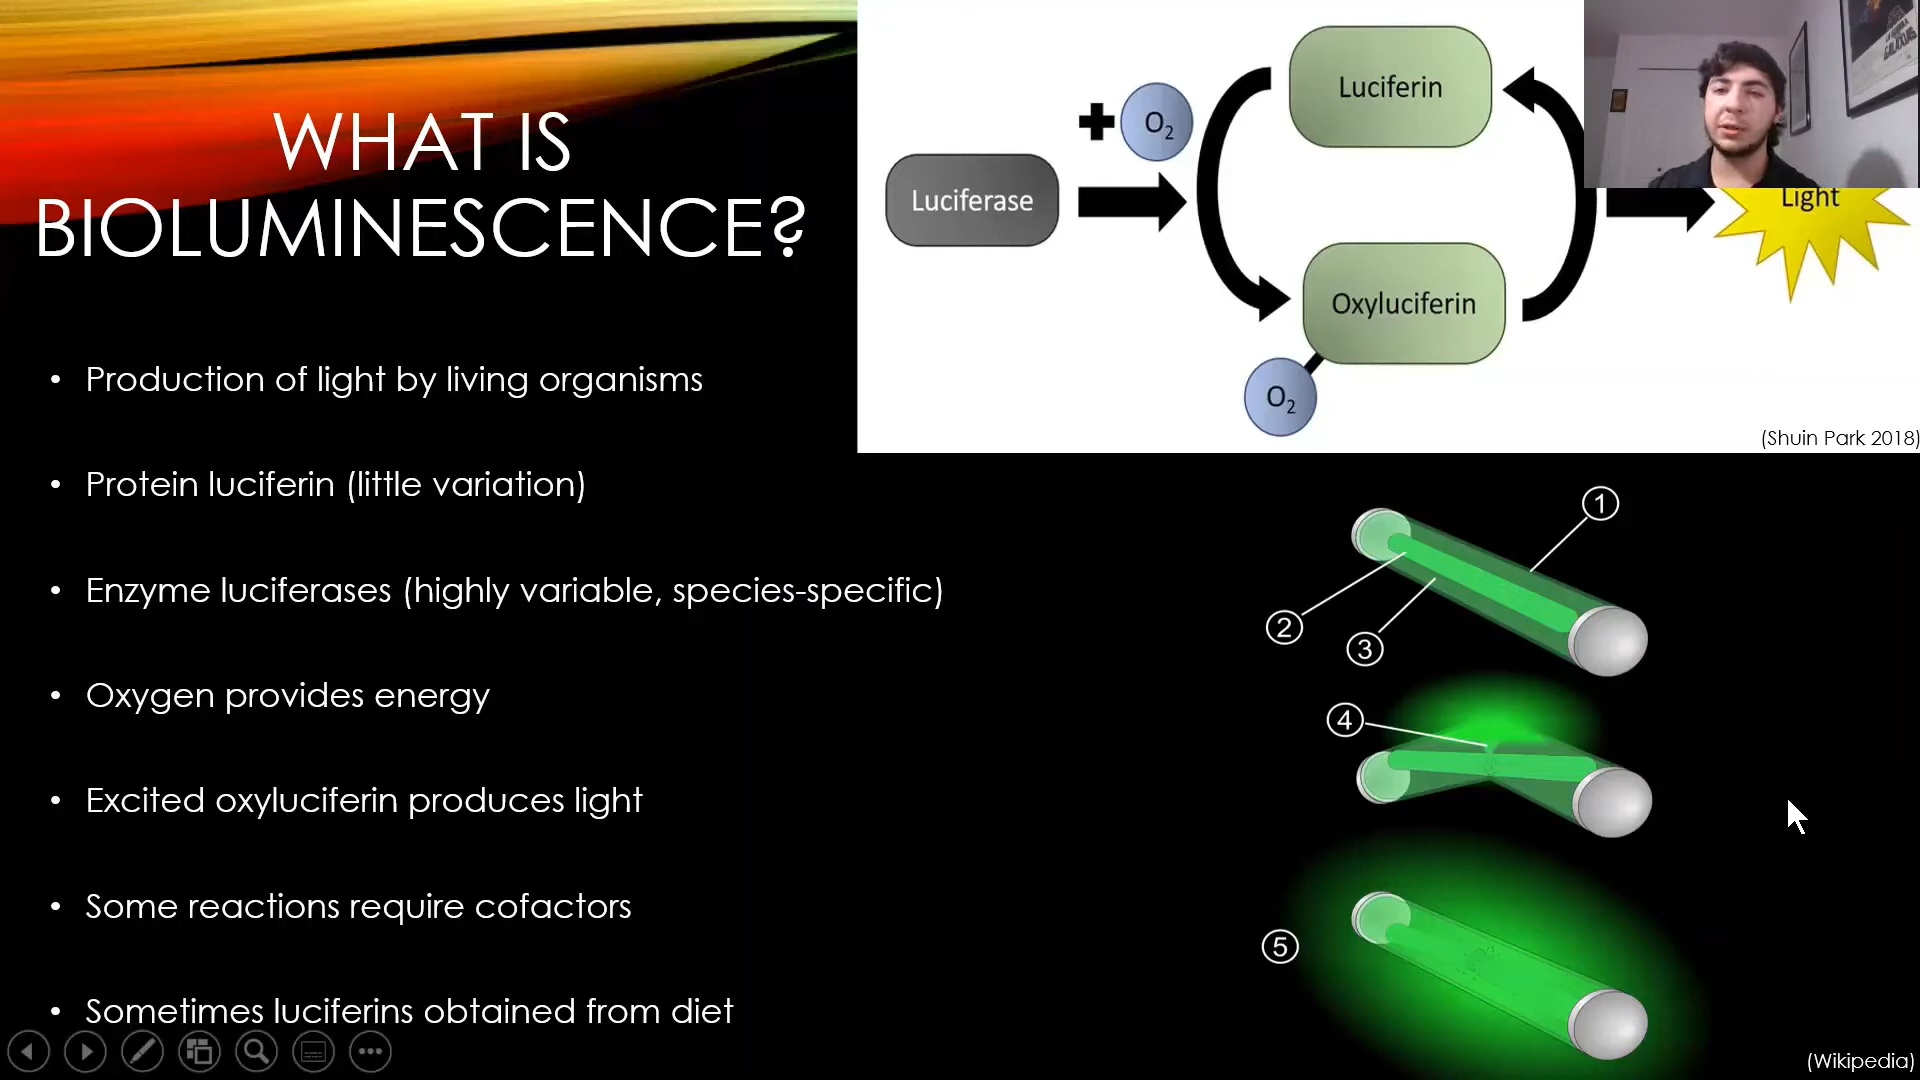 WHAT IS
BIOLUMINESCENCE?
• Production of light by living organisms
• Protein luciferin (little variation)
• Enzyme luciferases (highly variable, species-specific)
• Oxygen provides energy
• Excited oxyluciferin produces light
• Some reactions require cofactors
• Sometimes luciferins obtained from diet
Luciferase
+ O₂
Luciferin
Oxyluciferin
O₂
Light
(Shuin Park 2018)
1
2
3
4
5
(Wikipedia)